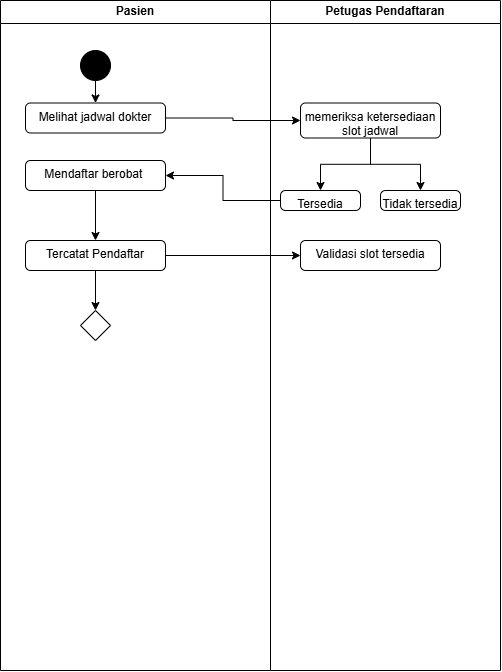 Pasien
Petugas Pendaftaran
Melihat jadwal dokter
memeriksa ketersediaan
slot jadwal
Mendaftar berobat
Tersedia
Tidak tersedia
Tercatat Pendaftar
Validasi slot tersedia